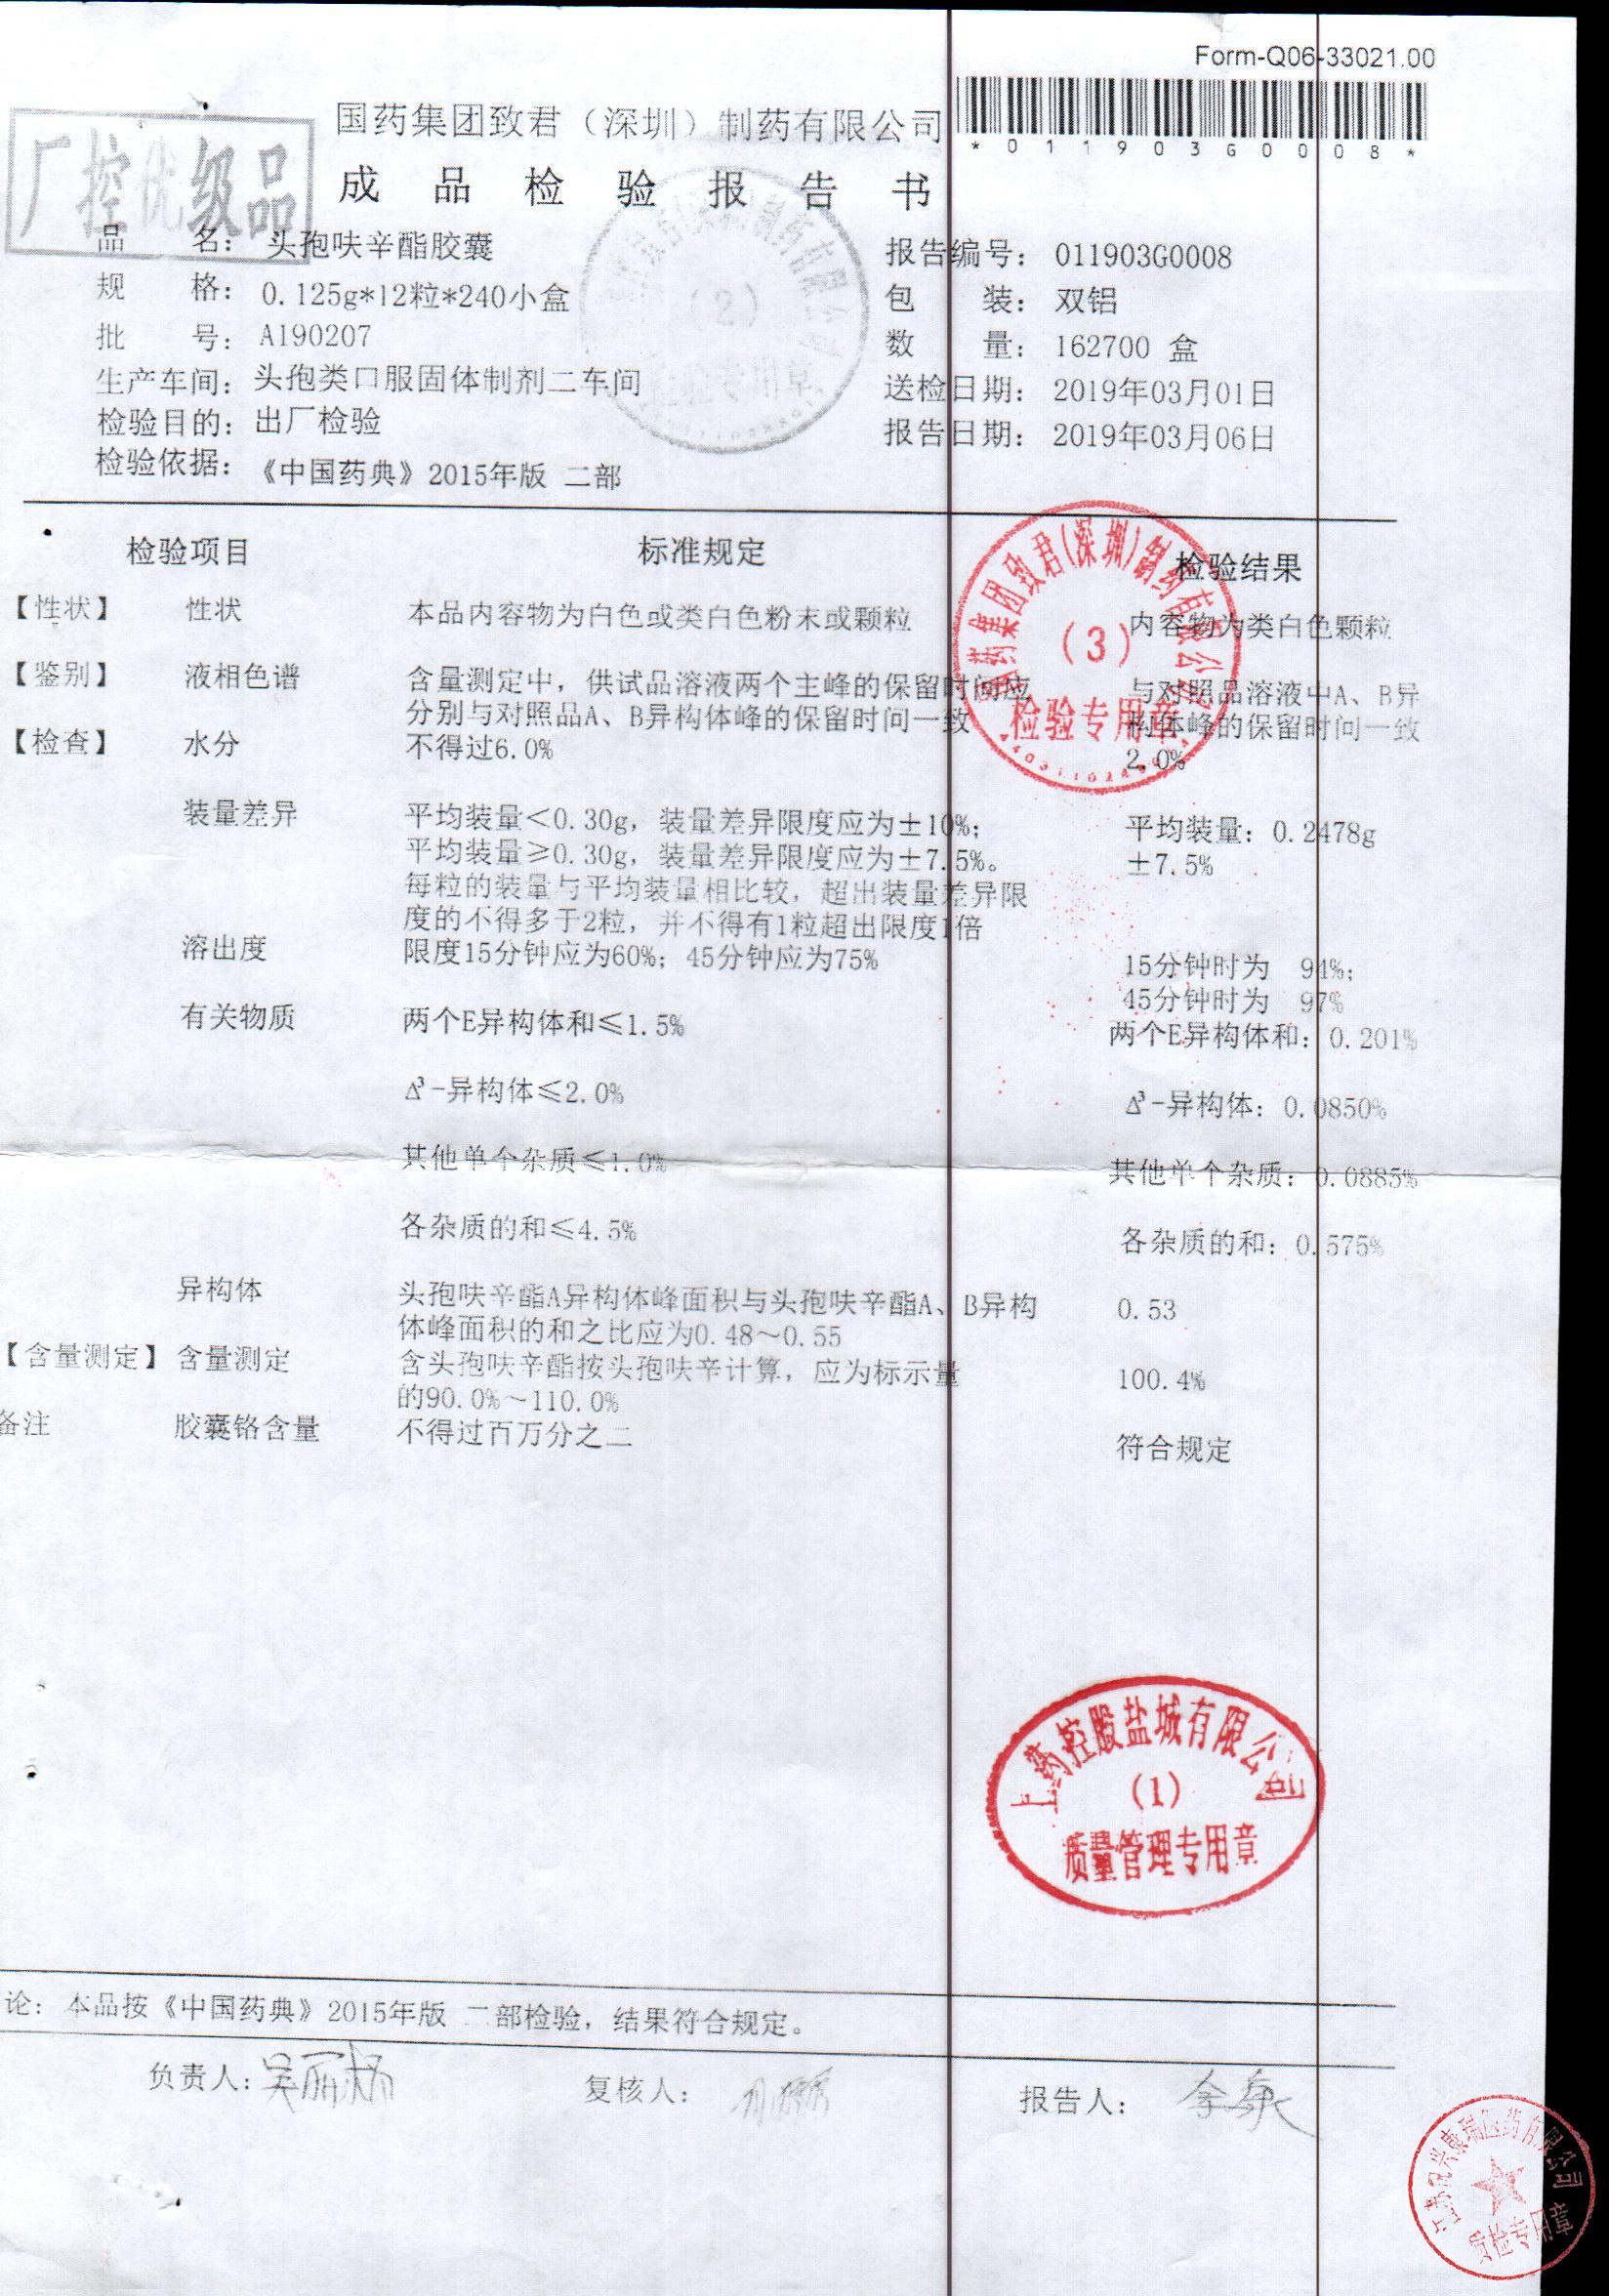 Form-Q06-33021.00
国药集团致君（深圳）制药有限公司
*011903G0008*
厂控优级品
成品检验报告书
品名：头孢呋辛酯胶囊
报告编号：011903G0008
规格：0.125g*12粒*240小盒
包装：双铝
批号：A190207
数量：162700 盒
生产车间：头孢类口服固体制剂二车间
送检日期：2019年03月01日
检验目的：出厂检验
报告日期：2019年03月06日
检验依据：《中国药典》2015年版 二部
(2)
检验专用章
检验项目 标准规定 检验结果
【性状】 性状 本品内容物为白色或类白色粉末或颗粒 内容物为类白色颗粒
【鉴别】 液相色谱 含量测定中，供试品溶液两个主峰的保留时间应 与对照品溶液中A、B异
分别与对照品A、B异构体峰的保留时间一致 构体峰的保留时间一致
【检查】 水分 不得过6.0% 2.0%
国药集团致君(深圳)制药有限公司
(3)
检验专用章
装量差异 平均装量＜0.30g，装量差异限度应为±10%； 平均装量：0.2478g
平均装量≥0.30g，装量差异限度应为±7.5%。 ±7.5%
每粒的装量与平均装量相比较，超出装量差异限
度的不得多于2粒，并不得有1粒超出限度1倍
溶出度 限度15分钟应为60%；45分钟应为75% 15分钟时为 94%；
45分钟时为 97%
有关物质 两个E异构体和≤1.5% 两个E异构体和：0.201%
Δ³-异构体≤2.0% Δ³-异构体：0.0850%
其他单个杂质≤1.0% 其他单个杂质：0.0885%
各杂质的和≤4.5% 各杂质的和：0.575%
异构体 头孢呋辛酯A异构体峰面积与头孢呋辛酯A、B异构 0.53
体峰面积的和之比应为0.48～0.55
【含量测定】 含量测定 含头孢呋辛酯按头孢呋辛计算，应为标示量 100.4%
的90.0%～110.0%
备注 胶囊铬含量 不得过百万分之二 符合规定
上药控股盐城有限公司
(1)
质量管理专用章
论：本品按《中国药典》2015年版 二部检验，结果符合规定。
负责人： 复核人： 报告人：
质检专用章